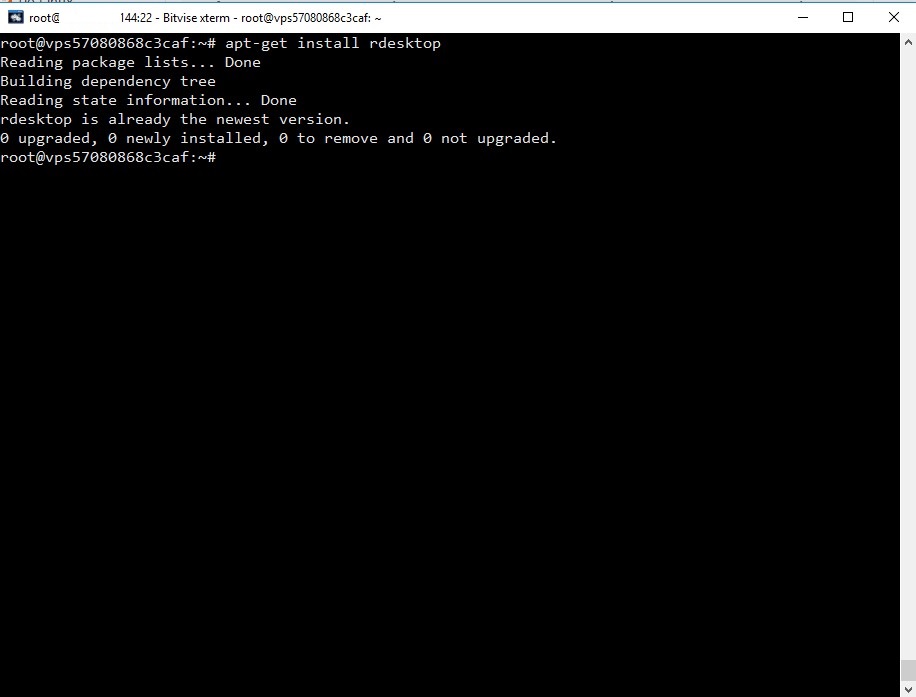 root@ 144:22 - Bitvise xterm - root@vps57080868c3caf: ~
root@vps57080868c3caf:~# apt-get install rdesktop
Reading package lists... Done
Building dependency tree
Reading state information... Done
rdesktop is already the newest version.
0 upgraded, 0 newly installed, 0 to remove and 0 not upgraded.
root@vps57080868c3caf:~#